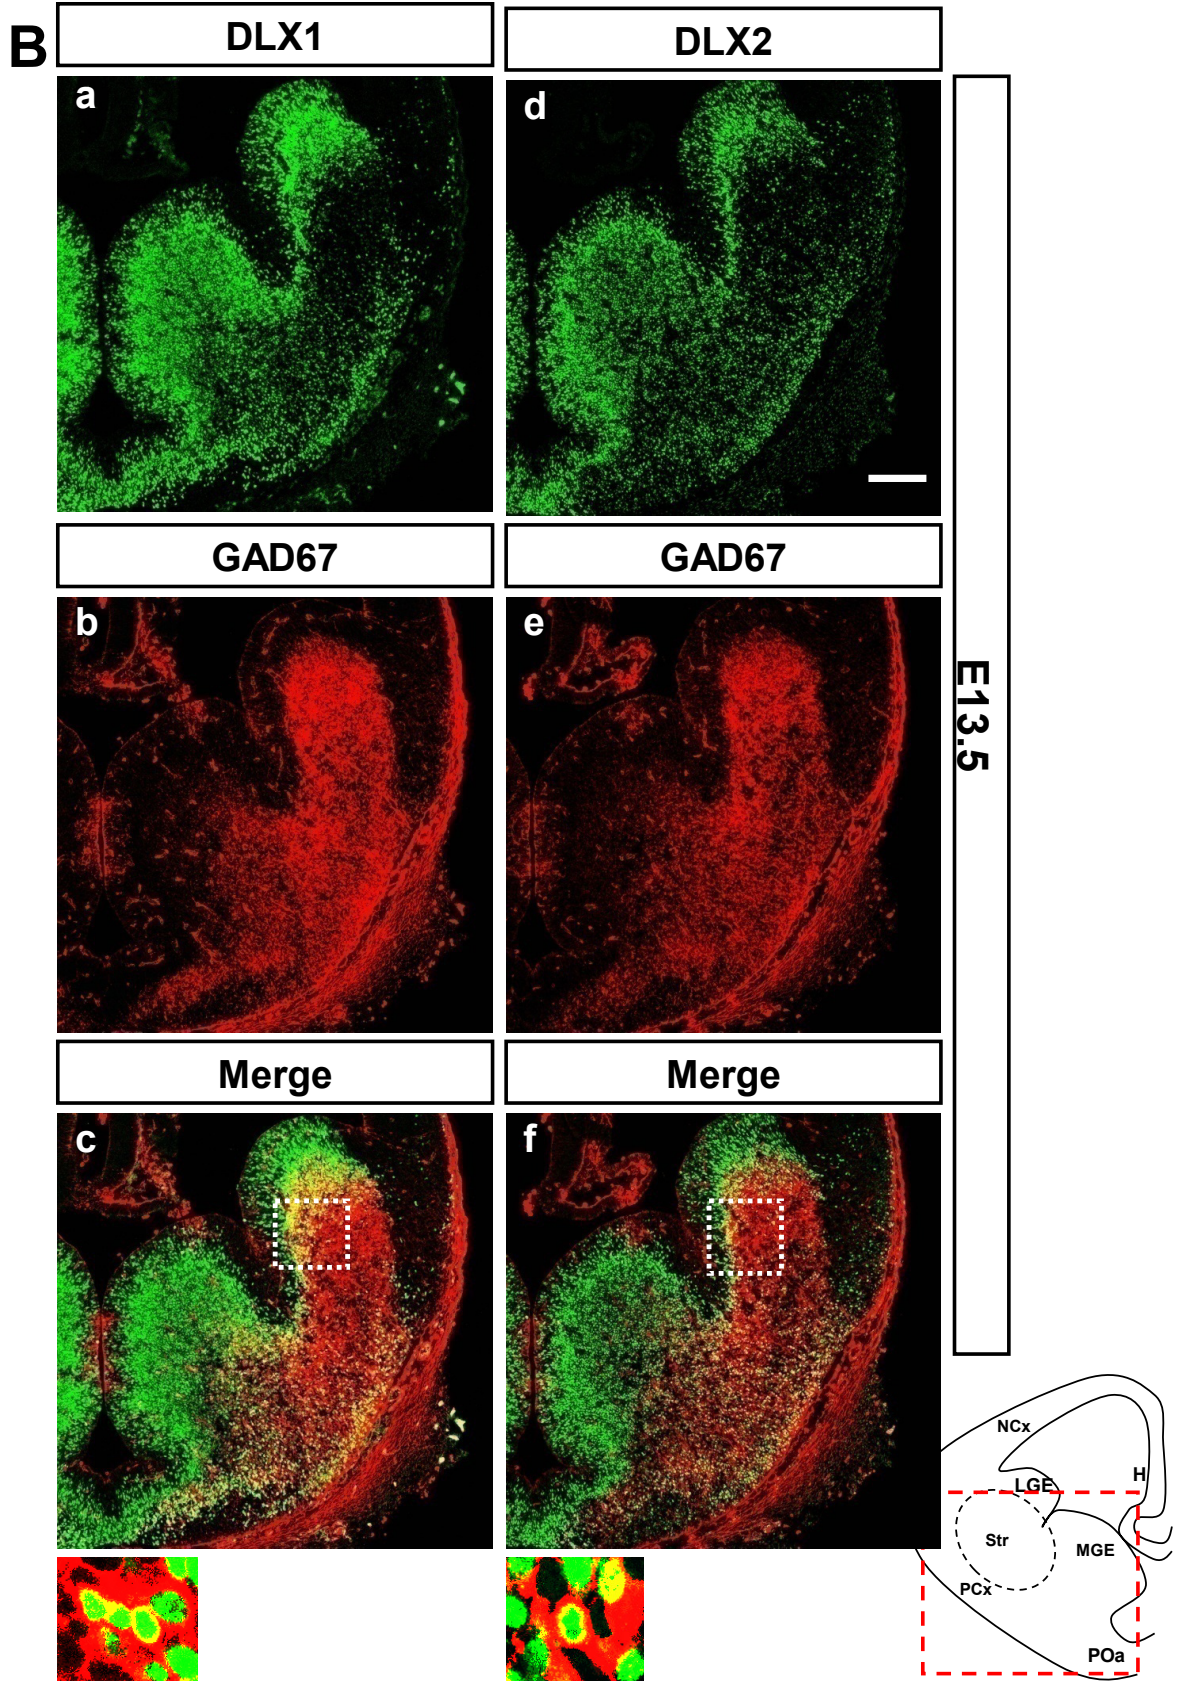 B
DLX1
DLX2
a
d
GAD67
GAD67
b
e
E13.5
Merge
Merge
c
f
NCx
LGE
H
Str
MGE
PCx
POa